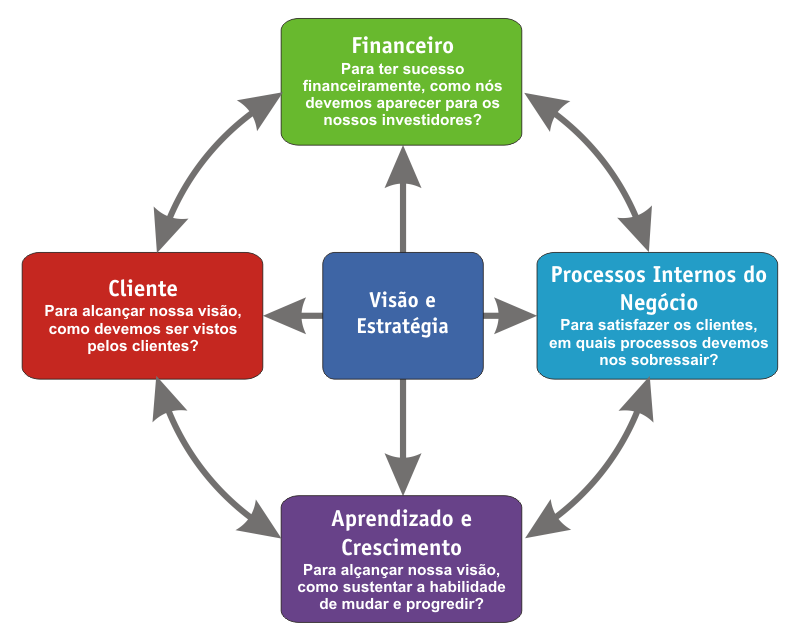 Financeiro
Para ter sucesso
financeiramente, como nós
devemos aparecer para os
nossos investidores?
Cliente
Para alcançar nossa visão,
como devemos ser vistos
pelos clientes?
Visão e
Estratégia
Processos Internos do
Negócio
Para satisfazer os clientes,
em quais processos devemos
nos sobressair?
Aprendizado e
Crescimento
Para alçançar nossa visão,
como sustentar a habilidade
de mudar e progredir?